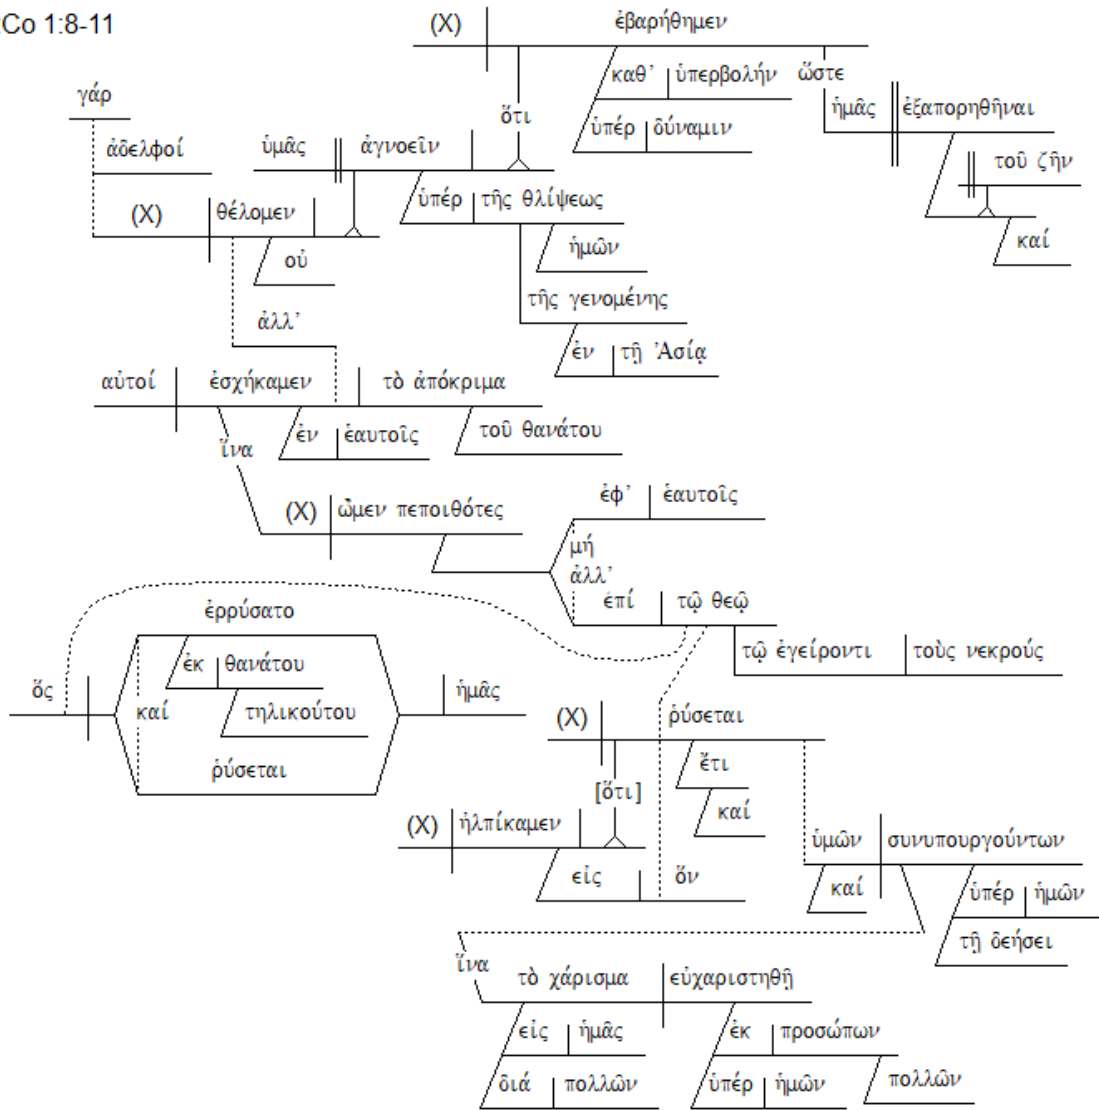 Co 1:8-11
(X) ἐβαρήθημεν
καθ’ ὑπερβολήν ὥστε
γάρ
ὅτι ἡμᾶς ἐξαπορηθῆναι
ὑπέρ δύναμιν
ἀδελφοί ὑμᾶς ἀγνοεῖν
τοῦ ζῆν
(X) θέλομεν ὑπέρ τῆς θλίψεως
καί
οὐ ἡμῶν
τῆς γενομένης
ἀλλ’
ἐν τῇ Ἀσίᾳ
αὐτοί ἐσχήκαμεν τὸ ἀπόκριμα
ἵνα ἐν ἑαυτοῖς τοῦ θανάτου
(X) ὦμεν πεποιθότες ἐφ’ ἑαυτοῖς
μή
ἀλλ’
ἐπί τῷ θεῷ
ἐρρύσατο
τῷ ἐγείροντι τοὺς νεκρούς
ἐκ θανάτου
ὅς καί τηλικούτου ἡμᾶς
(X) ῥύσεται
ῥύσεται ἔτι
[ὅτι] καί
(X) ἠλπίκαμεν
ὑμῶν συνυπουργούντων
εἰς ὅν καί
ὑπέρ ἡμῶν
τῇ δεήσει
ἵνα τὸ χάρισμα εὐχαριστηθῇ
εἰς ἡμᾶς ἐκ προσώπων
διά πολλῶν ὑπέρ ἡμῶν πολλῶν